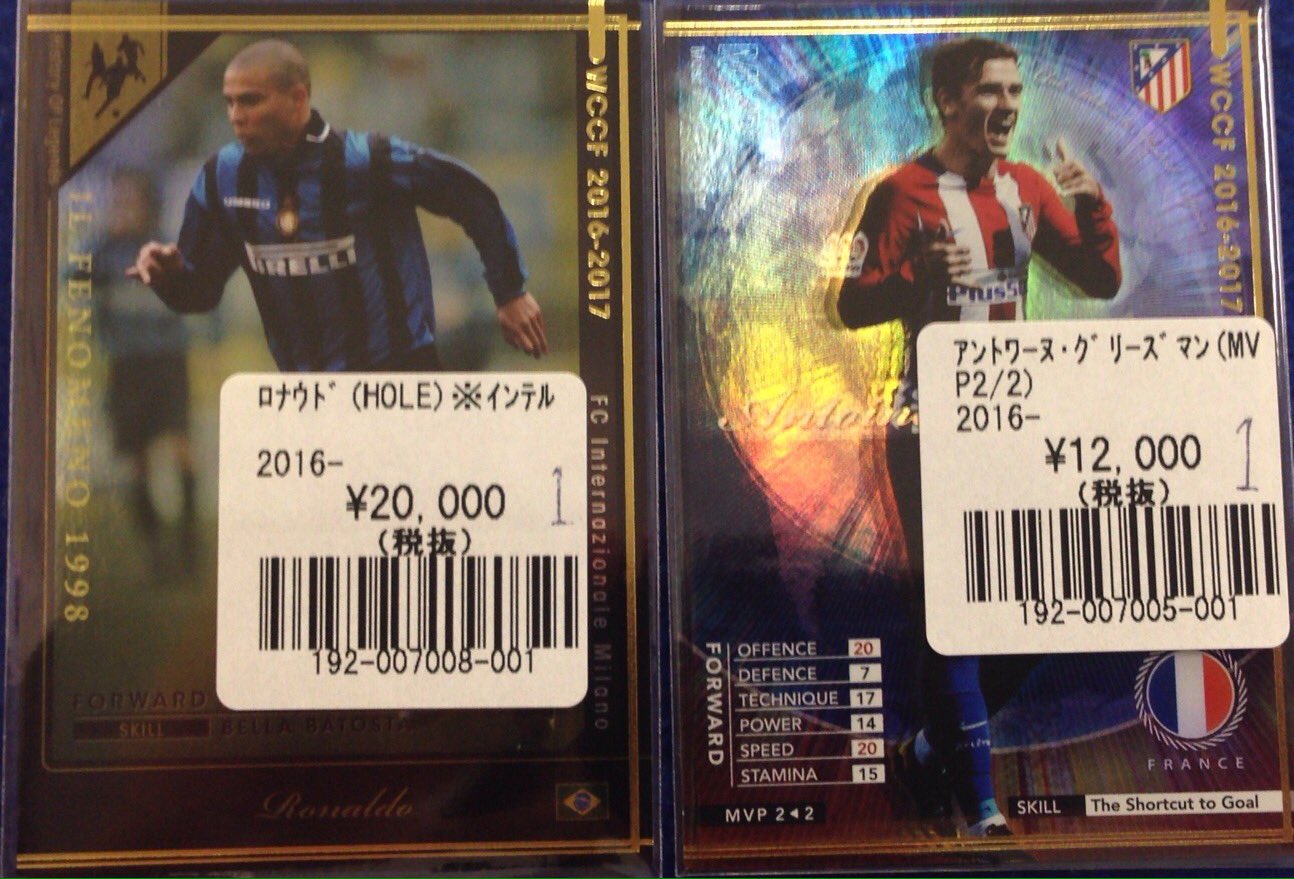 WCCF 2016-2017
IL FENOMENO 1998
UMBRO
PIRELLI
FC Internazionale Milano
ロナウド(HOLE)※インテル
2016-
¥20,000
1
(税抜)
192-007008-001
FORWARD
SKILL BELLA BATOSTA
Ronaldo
WCCF 2016-2017
Plus5
アントワーヌ・グリーズマン(MV
P2/2)
2016-
¥12,000
1
(税抜)
192-007005-001
FORWARD
OFFENCE 20
DEFENCE 7
TECHNIQUE 17
POWER 14
SPEED 20
STAMINA 15
FRANCE
MVP 2◀2
SKILL The Shortcut to Goal